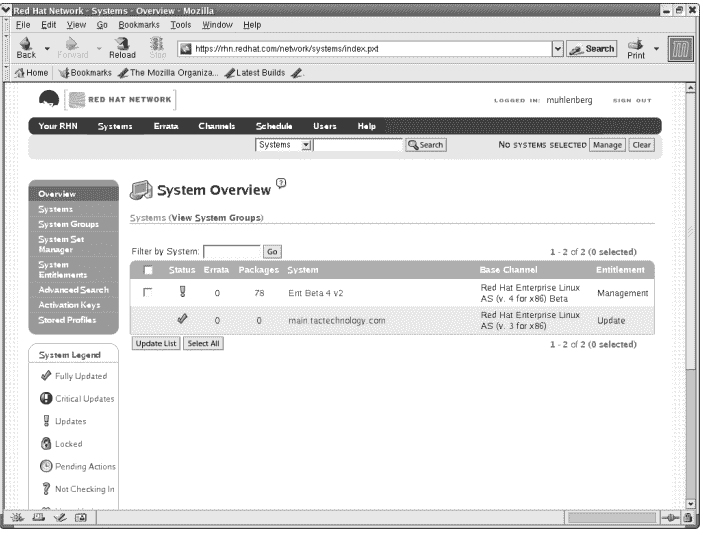 Red Hat Network - Systems - Overview - Mozilla
File Edit View Go Bookmarks Tools Window Help
Back Forward Reload Stop https://rhn.redhat.com/network/systems/index.pxt Search Print
Home Bookmarks The Mozilla Organiza... Latest Builds
RED HAT NETWORK LOGGED IN: muhlenberg SIGN OUT
Your RHN Systems Errata Channels Schedule Users Help
Systems Search NO SYSTEMS SELECTED Manage Clear
Overview
Systems
System Groups
System Set
Manager
System
Entitlements
Advanced Search
Activation Keys
Stored Profiles
System Legend
Fully Updated
Critical Updates
Updates
Locked
Pending Actions
Not Checking In
System Overview ?
Systems (View System Groups)
Filter by System: Go 1 - 2 of 2 (0 selected)
Status Errata Packages System Base Channel Entitlement
0 78 Ent Beta 4 v2 Red Hat Enterprise Linux
AS (v. 4 for x86) Beta Management
0 0 main.tactechnology.com Red Hat Enterprise Linux
AS (v. 3 for x86) Update
Update List Select All 1 - 2 of 2 (0 selected)